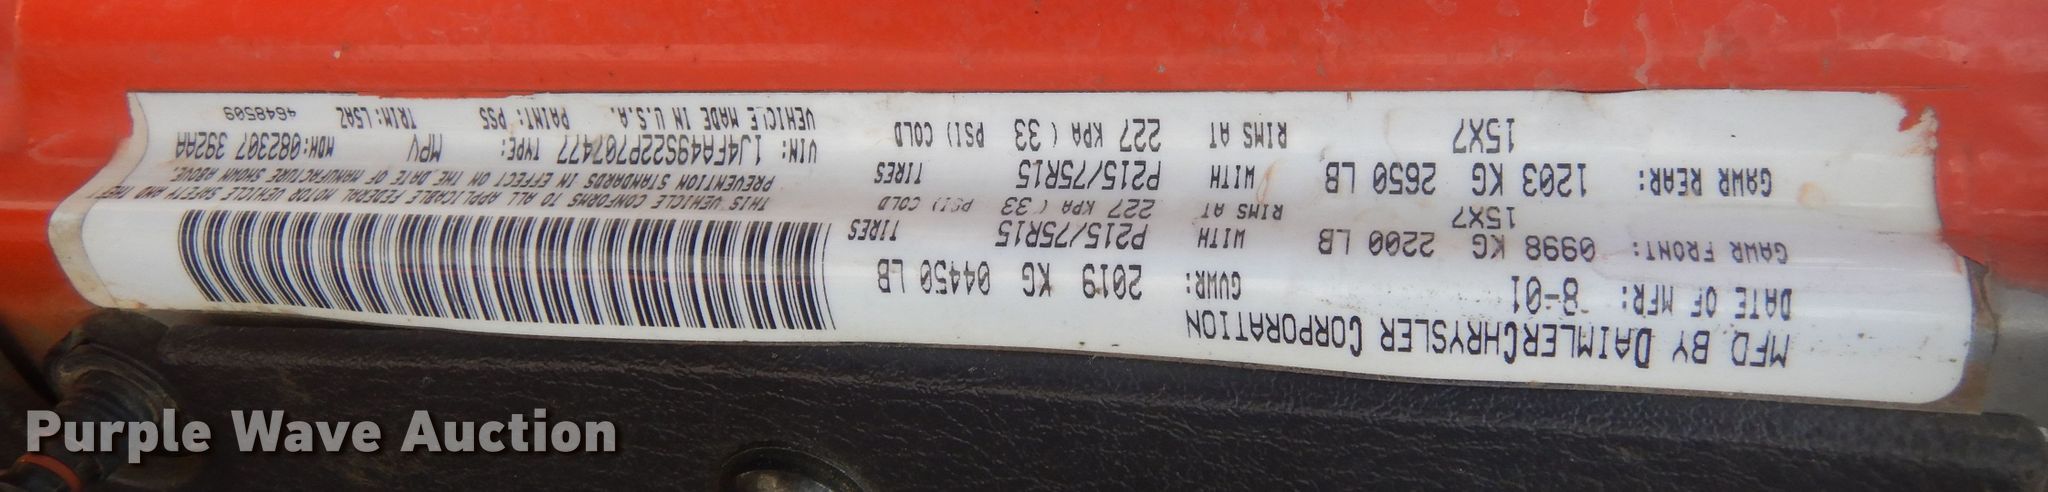 MFD. BY DAIMLERCHRYSLER CORPORATION
DATE OF MFR: 8-01 GVWR: 2019 KG 04450 LB
GAWR FRONT: 0998 KG 2200 LB WITH P215/75R15 TIRES
15X7 RIMS AT 227 KPA ( 33 PSI) COLD
GAWR REAR: 1203 KG 2650 LB WITH P215/75R15 TIRES
15X7 RIMS AT 227 KPA ( 33 PSI) COLD
THIS VEHICLE CONFORMS TO ALL APPLICABLE FEDERAL MOTOR VEHICLE SAFETY AND
PREVENTION STANDARDS IN EFFECT ON THE DATE OF MANUFACTURE SHOWN ABOVE.
VIN: 1J4FA49S22P707477 TYPE: MPV MDH: 082307 392AA
VEHICLE MADE IN U.S.A. PAINT: PS5 TRIM: L5AZ 4648509
Purple Wave Auction